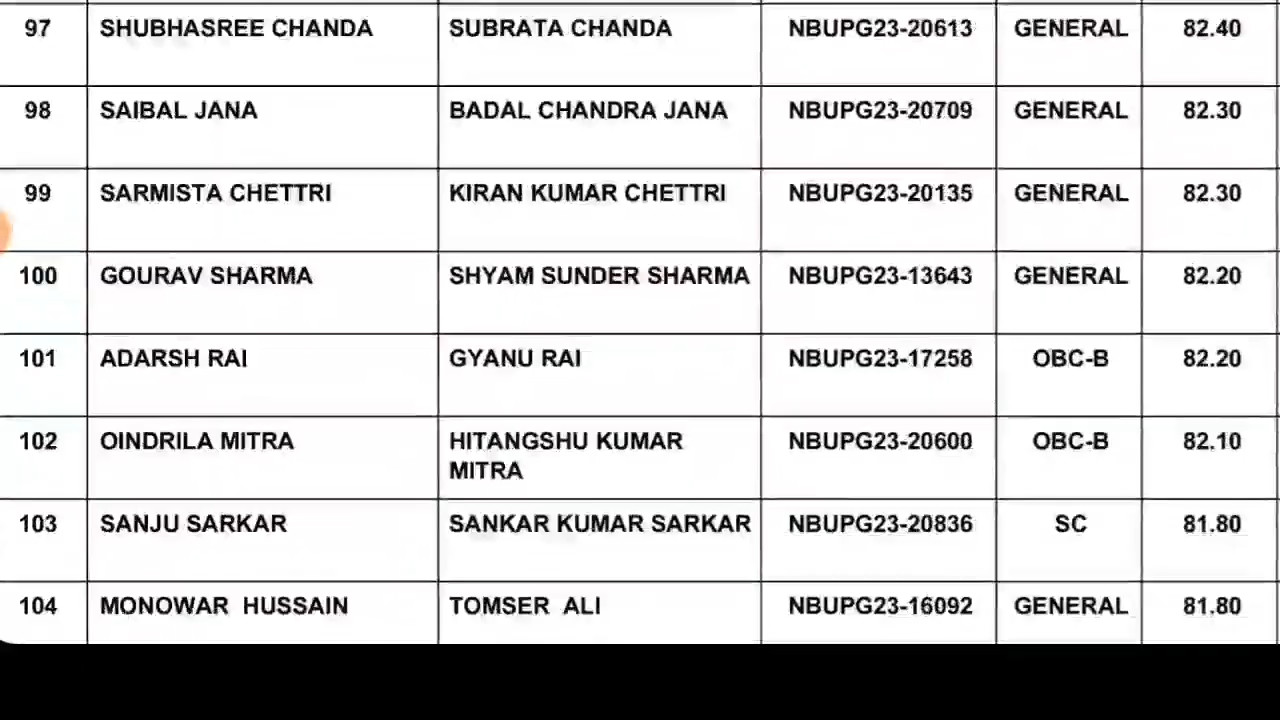 97 SHUBHASREE CHANDA SUBRATA CHANDA NBUPG23-20613 GENERAL 82.40
98 SAIBAL JANA BADAL CHANDRA JANA NBUPG23-20709 GENERAL 82.30
99 SARMISTA CHETTRI KIRAN KUMAR CHETTRI NBUPG23-20135 GENERAL 82.30
100 GOURAV SHARMA SHYAM SUNDER SHARMA NBUPG23-13643 GENERAL 82.20
101 ADARSH RAI GYANU RAI NBUPG23-17258 OBC-B 82.20
102 OINDRILA MITRA HITANGSHU KUMAR NBUPG23-20600 OBC-B 82.10
MITRA
103 SANJU SARKAR SANKAR KUMAR SARKAR NBUPG23-20836 SC 81.80
104 MONOWAR HUSSAIN TOMSER ALI NBUPG23-16092 GENERAL 81.80